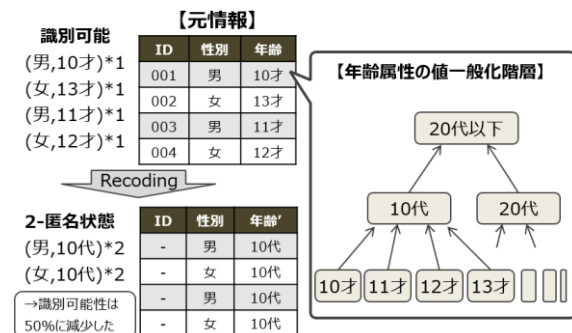 【元情報】
識別可能
(男,10才)*1
(女,13才)*1
(男,11才)*1
(女,12才)*1
ID 性別 年齢
001 男 10才
002 女 13才
003 男 11才
004 女 12才
Recoding
2-匿名状態
(男,10代)*2
(女,10代)*2
→識別可能性は
50%に減少した
ID 性別 年齢’
- 男 10代
- 女 10代
- 男 10代
- 女 10代
【年齢属性の値一般化階層】
20代以下
10代 20代
10才 11才 12才 13才